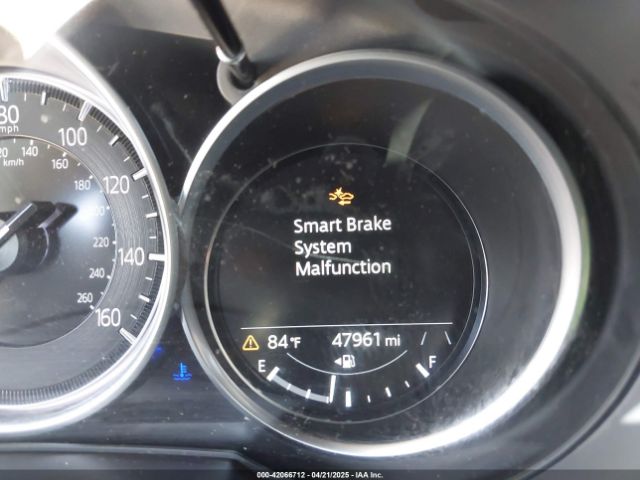 80
mph
100
120
140
160
120 140
km/h
160
180
200
220
240
260
Smart Brake
System
Malfunction
84°F
47961 mi
E
F
000-42066712 - 04/21/2025 - IAA Inc.